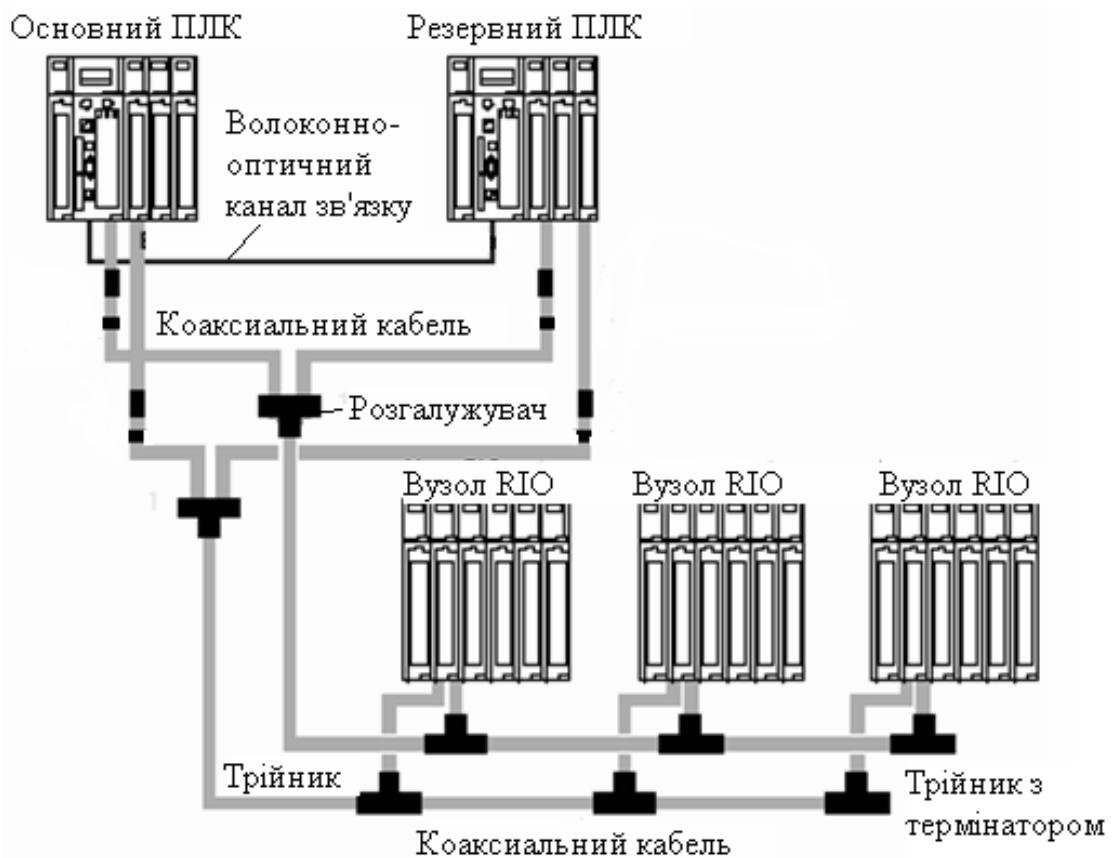 Основний ПЛК
Резервний ПЛК
Волоконно-
оптичний
канал зв'язку
Коаксиальний кабель
Розгалужувач
Вузол RIO
Вузол RIO
Вузол RIO
Трійник
Трійник з
термінатором
Коаксиальний кабель